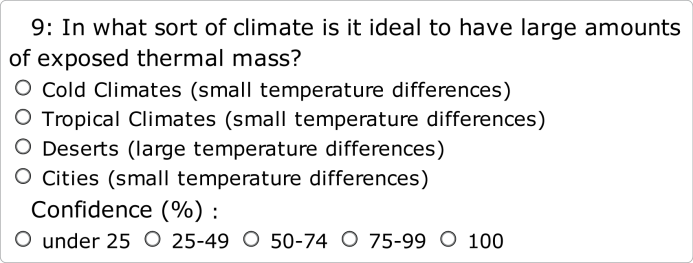 9: In what sort of climate is it ideal to have large amounts
of exposed thermal mass?
Cold Climates (small temperature differences)
Tropical Climates (small temperature differences)
Deserts (large temperature differences)
Cities (small temperature differences)
Confidence (%) :
under 25 25-49 50-74 75-99 100